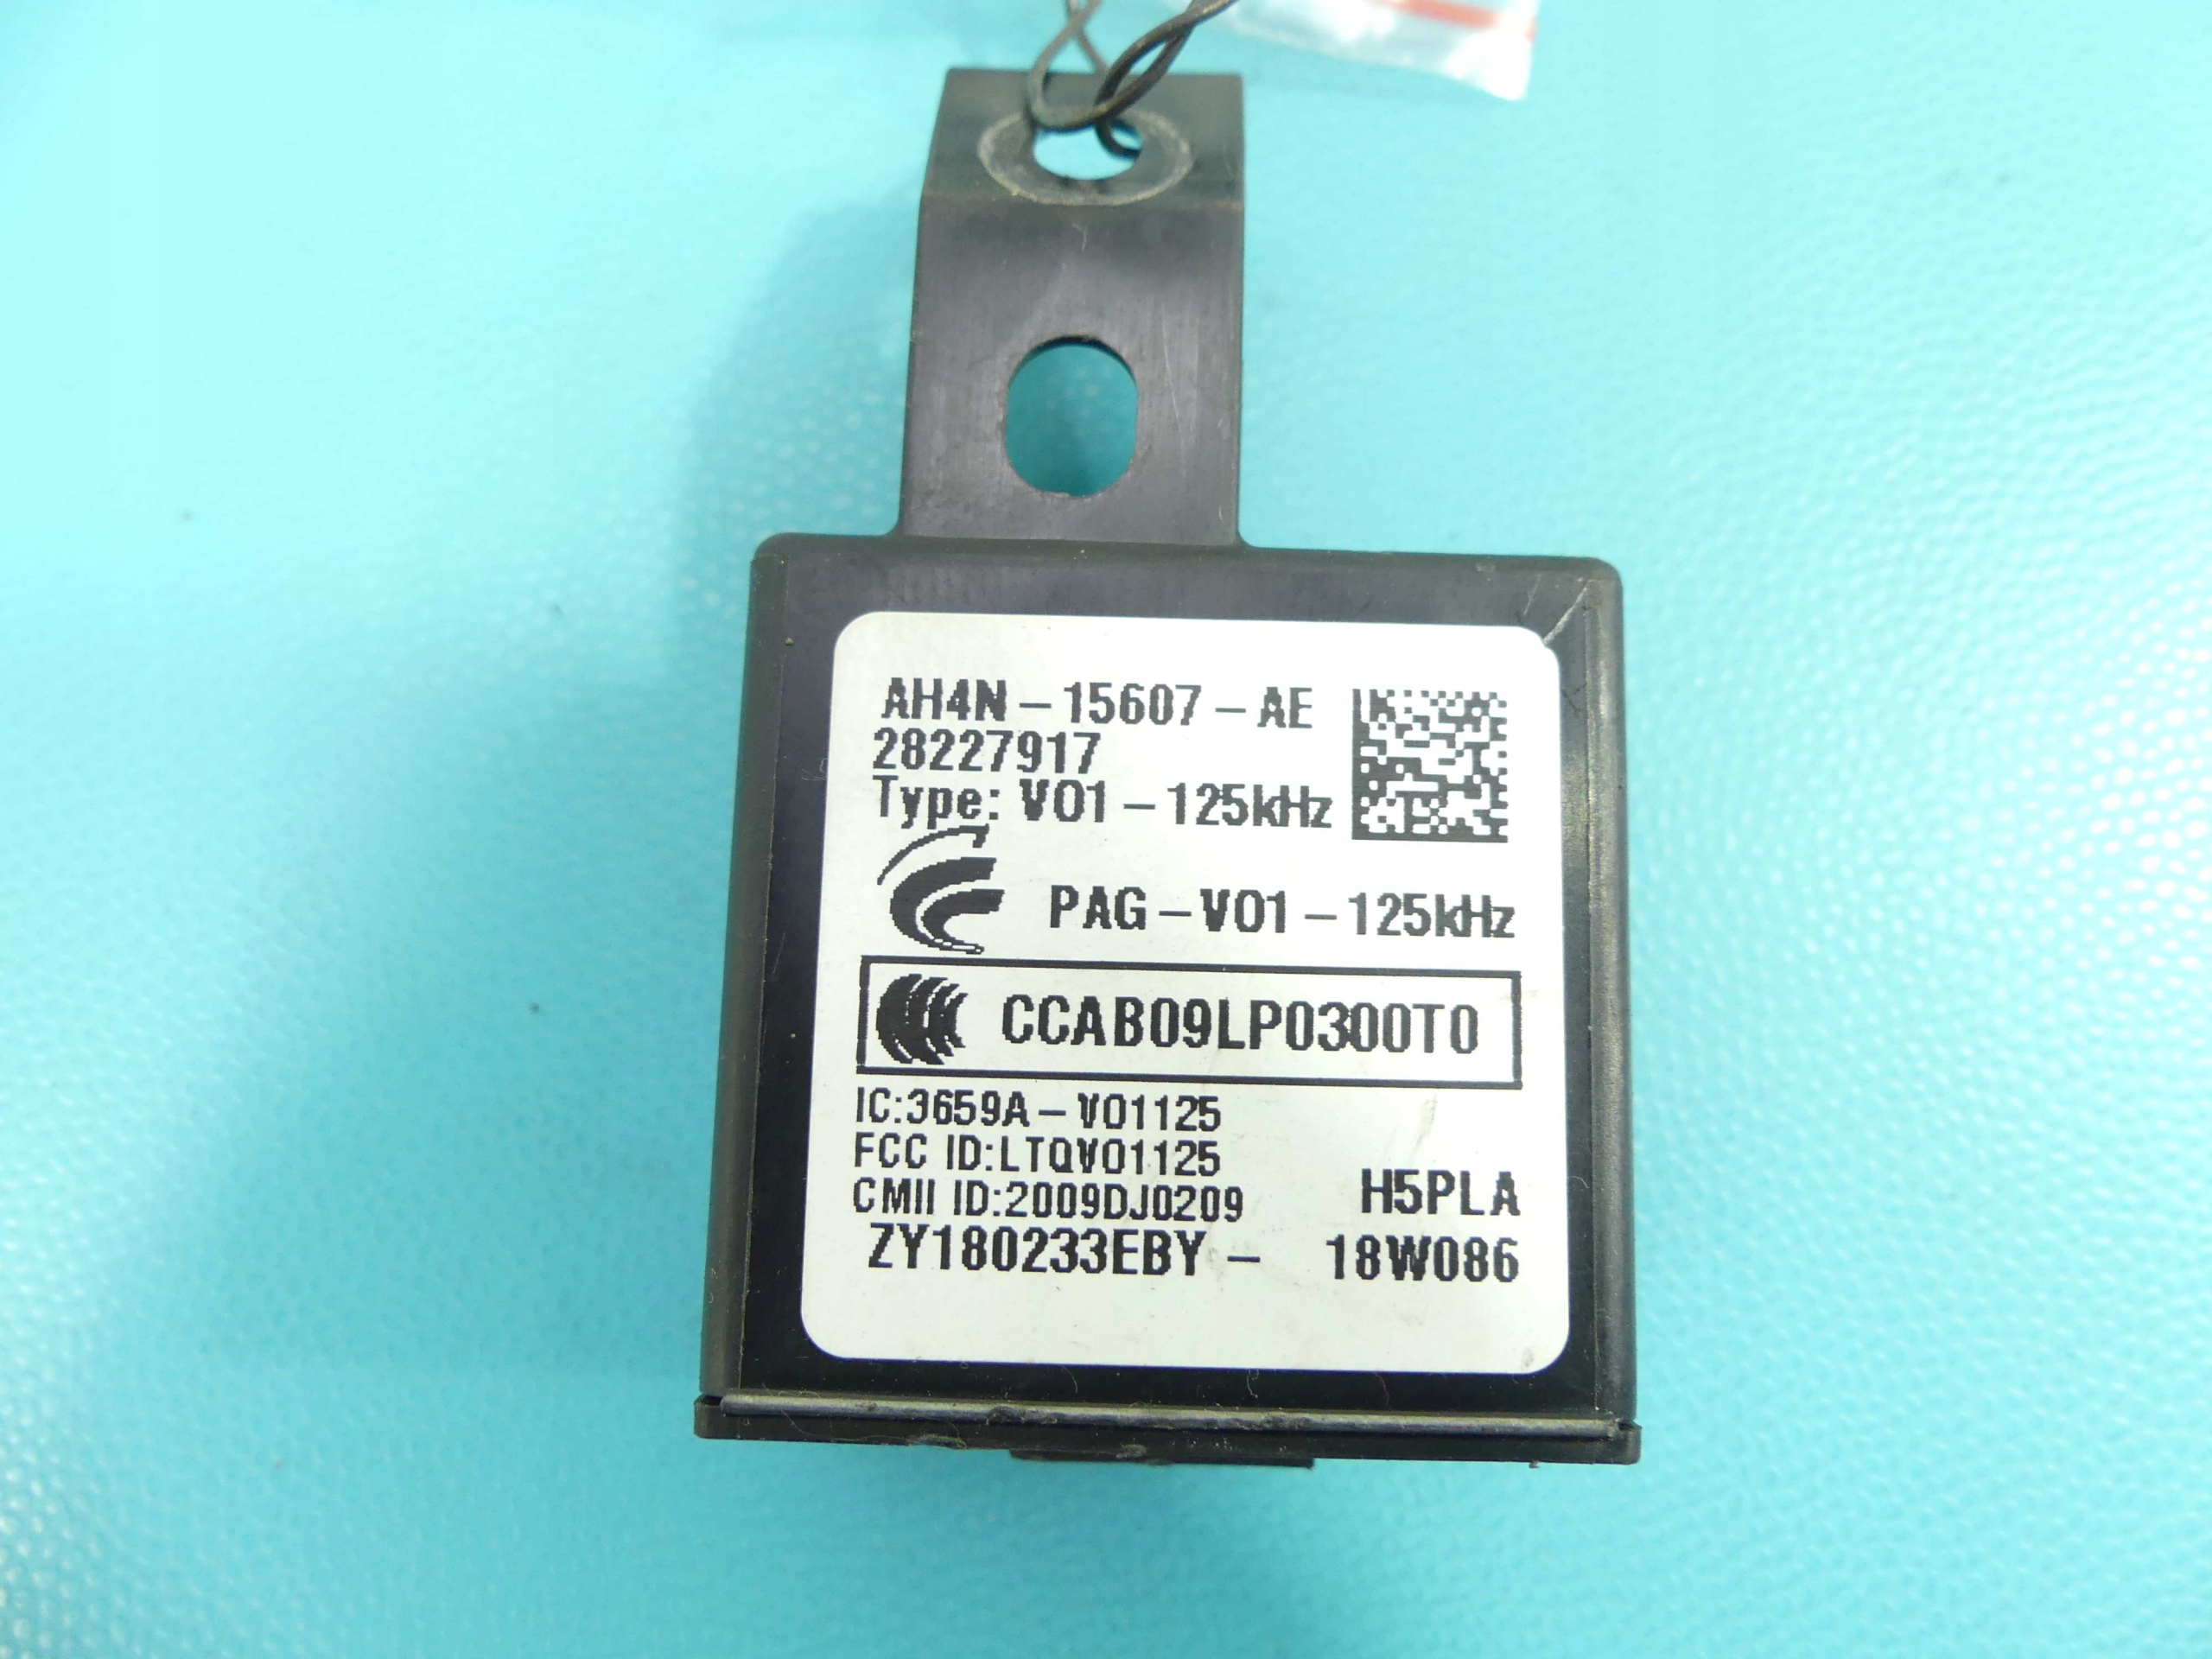 AH4N-15607-AE
28227917
Type: V01-125kHz
PAG-V01-125kHz
CCAB09LP0300T0
IC:3659A-V01125
FCC ID:LTQV01125
CMII ID:2009DJ0209
H5PLA
ZY180233EBY- 18W086